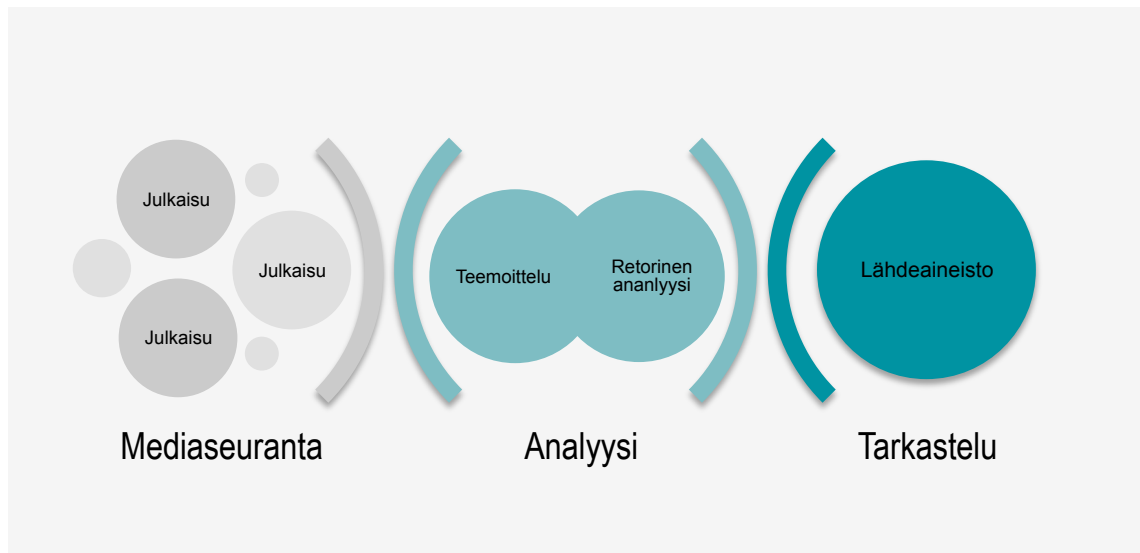 Julkaisu
Julkaisu
Julkaisu
Teemoittelu
Retorinen
ananlyysi
Lähdeaineisto
Mediaseuranta
Analyysi
Tarkastelu